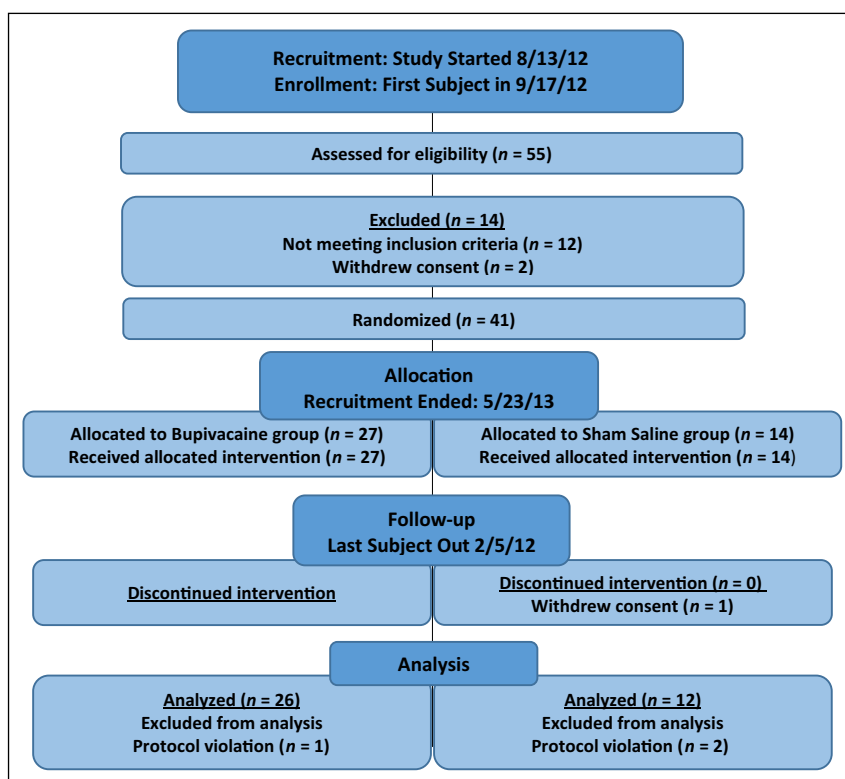 Recruitment: Study Started 8/13/12
Enrollment: First Subject in 9/17/12
Assessed for eligibility (n = 55)
Excluded (n = 14)
Not meeting inclusion criteria (n = 12)
Withdrew consent (n = 2)
Randomized (n = 41)
Allocation
Recruitment Ended: 5/23/13
Allocated to Bupivacaine group (n = 27)
Received allocated intervention (n = 27)
Allocated to Sham Saline group (n = 14)
Received allocated intervention (n = 14)
Follow-up
Last Subject Out 2/5/12
Discontinued intervention
Discontinued intervention (n = 0)
Withdrew consent (n = 1)
Analysis
Analyzed (n = 26)
Excluded from analysis
Protocol violation (n = 1)
Analyzed (n = 12)
Excluded from analysis
Protocol violation (n = 2)